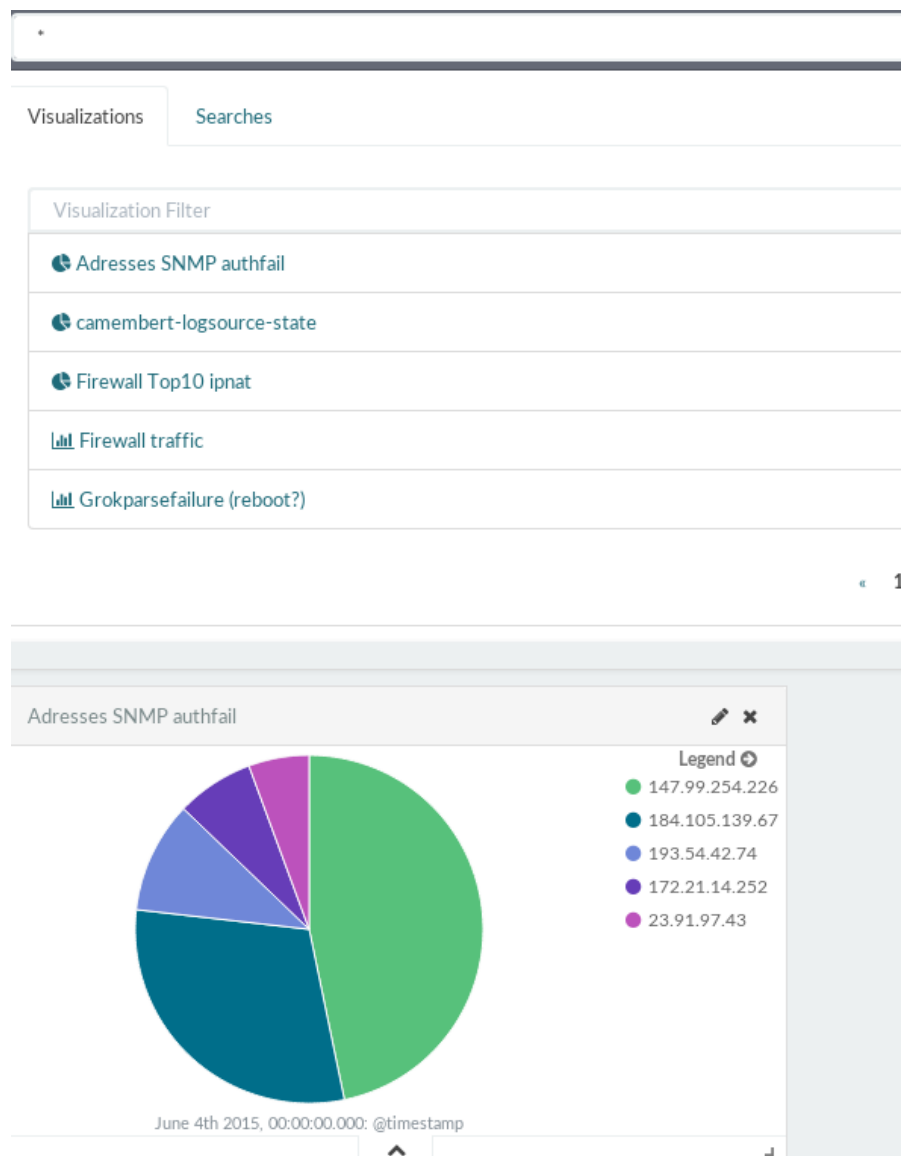 *
Visualizations Searches
Visualization Filter
Adresses SNMP authfail
camembert-logsource-state
Firewall Top10 ipnat
Firewall traffic
Grokparsefailure (reboot?)
« 1
Adresses SNMP authfail
Legend
147.99.254.226
184.105.139.67
193.54.42.74
172.21.14.252
23.91.97.43
June 4th 2015, 00:00:00.000: @timestamp